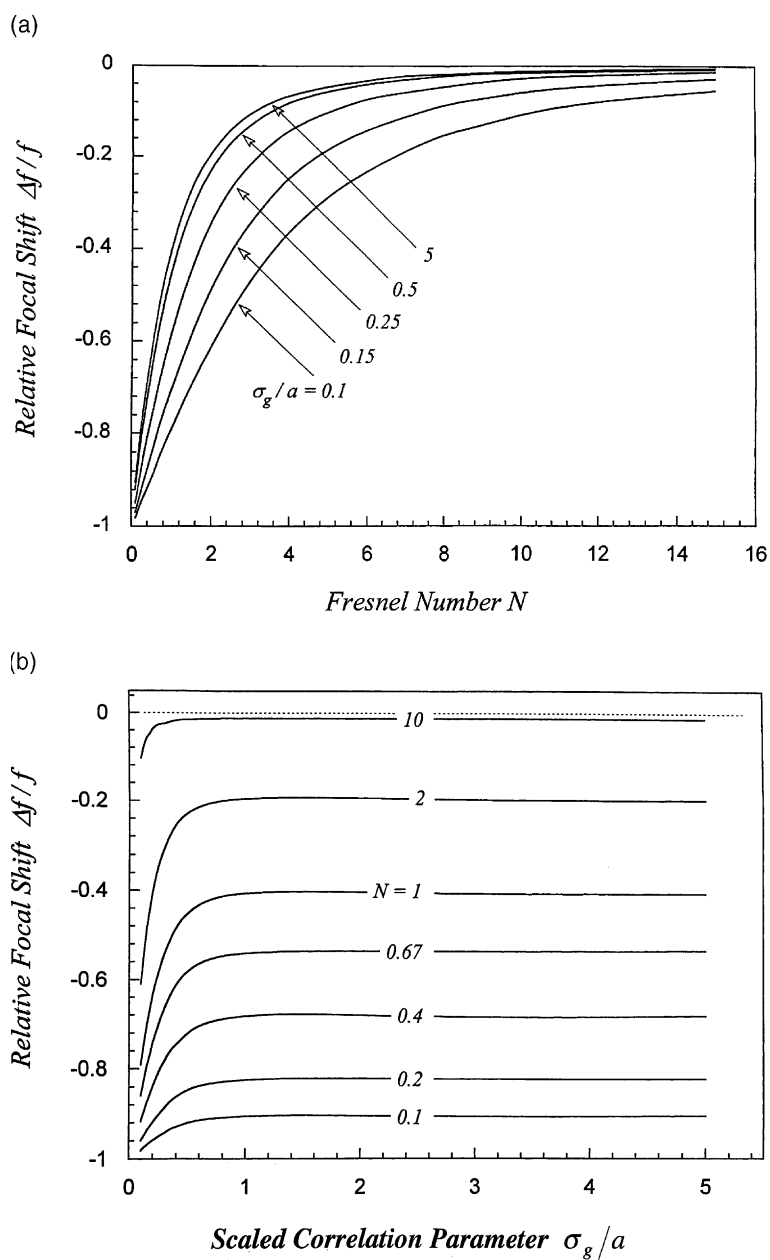 (a)
0
-0.2
-0.4
-0.6
-0.8
-1
Relative Focal Shift Δf / f
5
0.5
0.25
0.15
σg / a = 0.1
0 2 4 6 8 10 12 14 16
Fresnel Number N
(b)
0
-0.2
-0.4
-0.6
-0.8
-1
Relative Focal Shift Δf / f
10
2
N = 1
0.67
0.4
0.2
0.1
0 1 2 3 4 5
Scaled Correlation Parameter σg/a